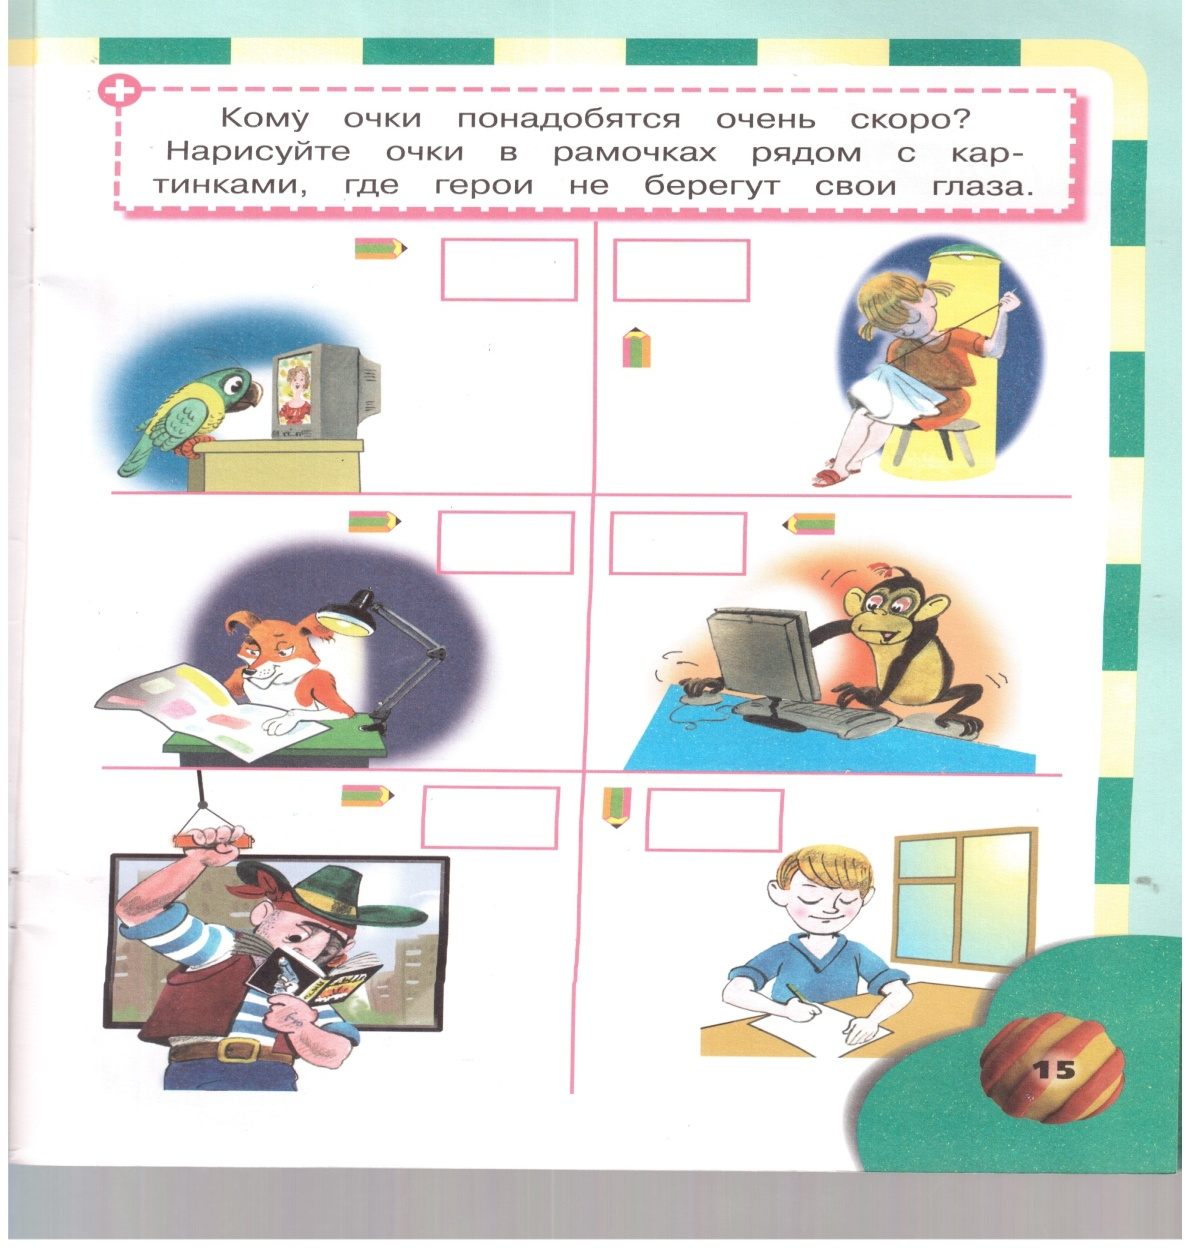 Кому очки понадобятся очень скоро?
Нарисуйте очки в рамочках рядом с кар-
тинками, где герои не берегут свои глаза.
15